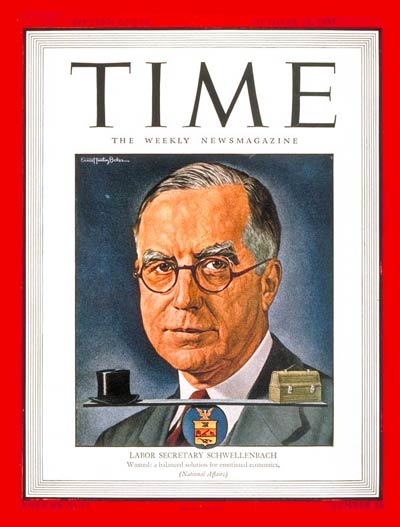 TIME
THE WEEKLY NEWSMAGAZINE
LABOR SECRETARY SCHWELLENBACH
Wanted: a balanced solution for emotional economics.
(National Affairs)